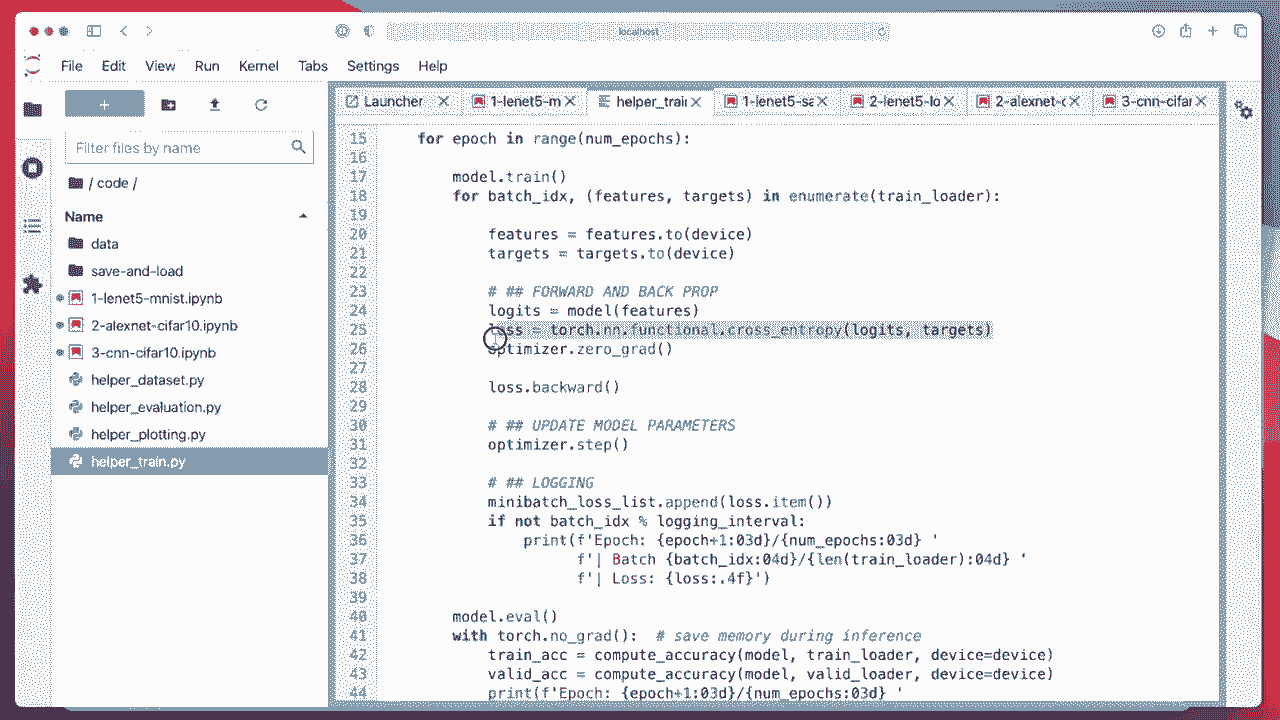 localhost
File Edit View Run Kernel Tabs Settings Help
+
Launcher
1-lenet5-m
helper_trai
1-lenet5-sa
2-lenet5-lo
2-alexnet-c
3-cnn-cifar
Filter files by name
/ code /
Name
data
save-and-load
1-lenet5-mnist.ipynb
2-alexnet-cifar10.ipynb
3-cnn-cifar10.ipynb
helper_dataset.py
helper_evaluation.py
helper_plotting.py
helper_train.py
15 for epoch in range(num_epochs):
16
17 model.train()
18 for batch_idx, (features, targets) in enumerate(train_loader):
19
20 features = features.to(device)
21 targets = targets.to(device)
22
23 # ## FORWARD AND BACK PROP
24 logits = model(features)
25 loss = torch.nn.functional.cross_entropy(logits, targets)
26 optimizer.zero_grad()
27
28 loss.backward()
29
30 # ## UPDATE MODEL PARAMETERS
31 optimizer.step()
32
33 # ## LOGGING
34 minibatch_loss_list.append(loss.item())
35 if not batch_idx % logging_interval:
36 print(f'Epoch: {epoch+1:03d}/{num_epochs:03d} '
37 f'| Batch {batch_idx:04d}/{len(train_loader):04d} '
38 f'| Loss: {loss:.4f}')
39
40 model.eval()
41 with torch.no_grad(): # save memory during inference
42 train_acc = compute_accuracy(model, train_loader, device=device)
43 valid_acc = compute_accuracy(model, valid_loader, device=device)
44 print(f'Epoch: {epoch+1:03d}/{num_epochs:03d} '